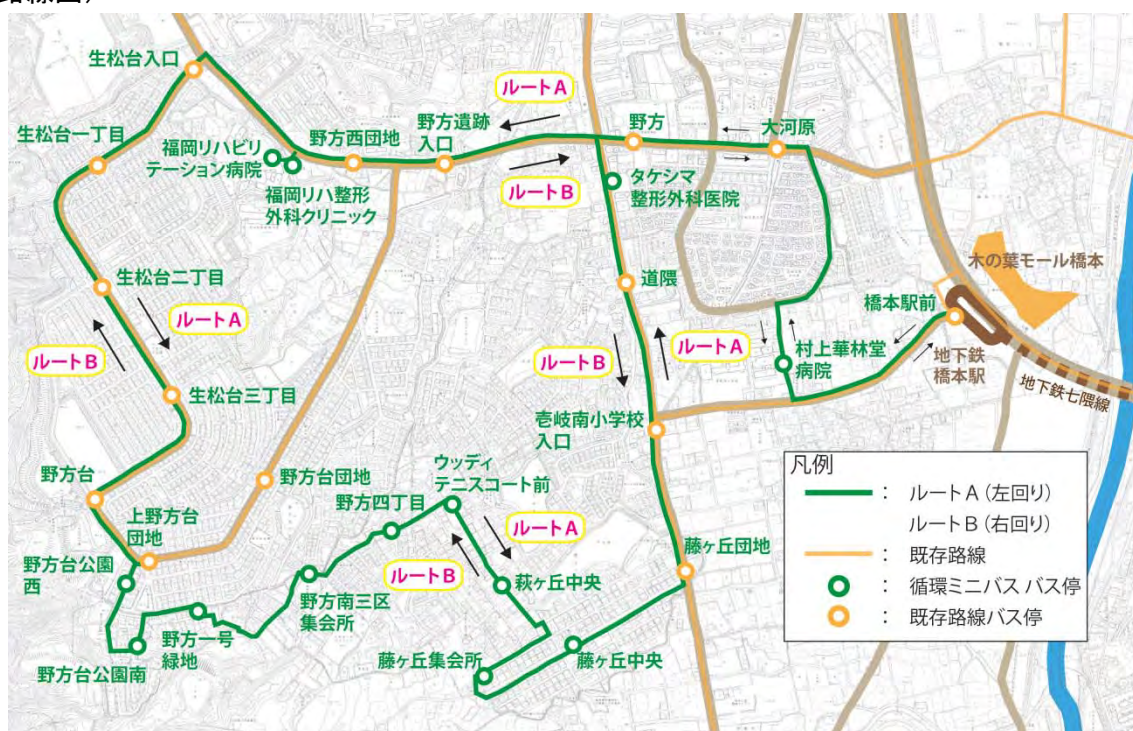 生松台入口
ルートA
生松台一丁目
野方西団地
野方遺跡
入口
野方
大河原
福岡リハビリ
テーション病院
ルートB
タケシマ
整形外科医院
福岡リハ整形
外科クリニック
木の葉モール橋本
生松台二丁目
道隈
橋本駅前
ルートA
ルートB
ルートB
ルートA
村上華林堂
病院
地下鉄
橋本駅
地下鉄七隈線
生松台三丁目
壱岐南小学校
入口
野方台
野方台団地
ウッディ
テニスコート前
野方四丁目
上野方台
団地
ルートA
藤ヶ丘団地
野方台公園
西
ルートB
萩ヶ丘中央
野方南三区
集会所
野方一号
緑地
野方台公園南
藤ヶ丘集会所
藤ヶ丘中央
凡例
: ルートA(左回り)
ルートB(右回り)
: 既存路線
: 循環ミニバス バス停
: 既存路線バス停